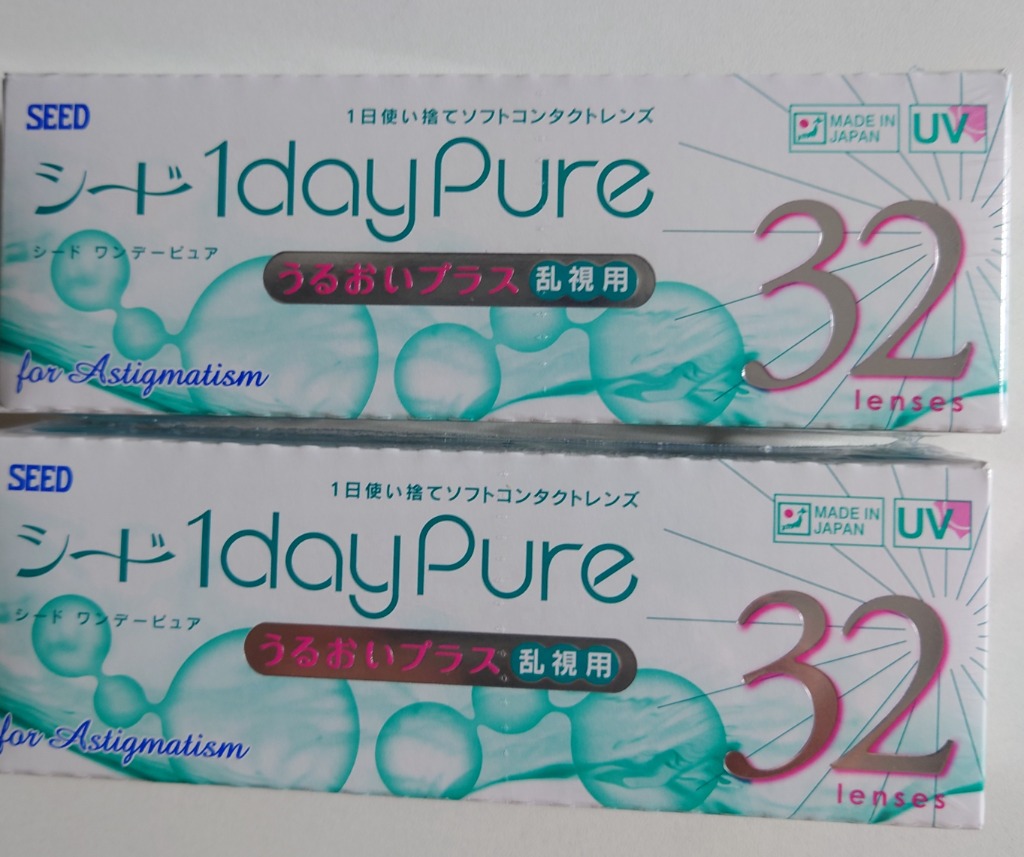 SEED
1日使い捨てソフトコンタクトレンズ
MADE IN
JAPAN
UV
シード 1dayPure
シード ワンデーピュア
うるおいプラス 乱視用
32
lenses
for Astigmatism
SEED
1日使い捨てソフトコンタクトレンズ
MADE IN
JAPAN
UV
シード 1dayPure
シード ワンデーピュア
うるおいプラス 乱視用
32
lenses
for Astigmatism